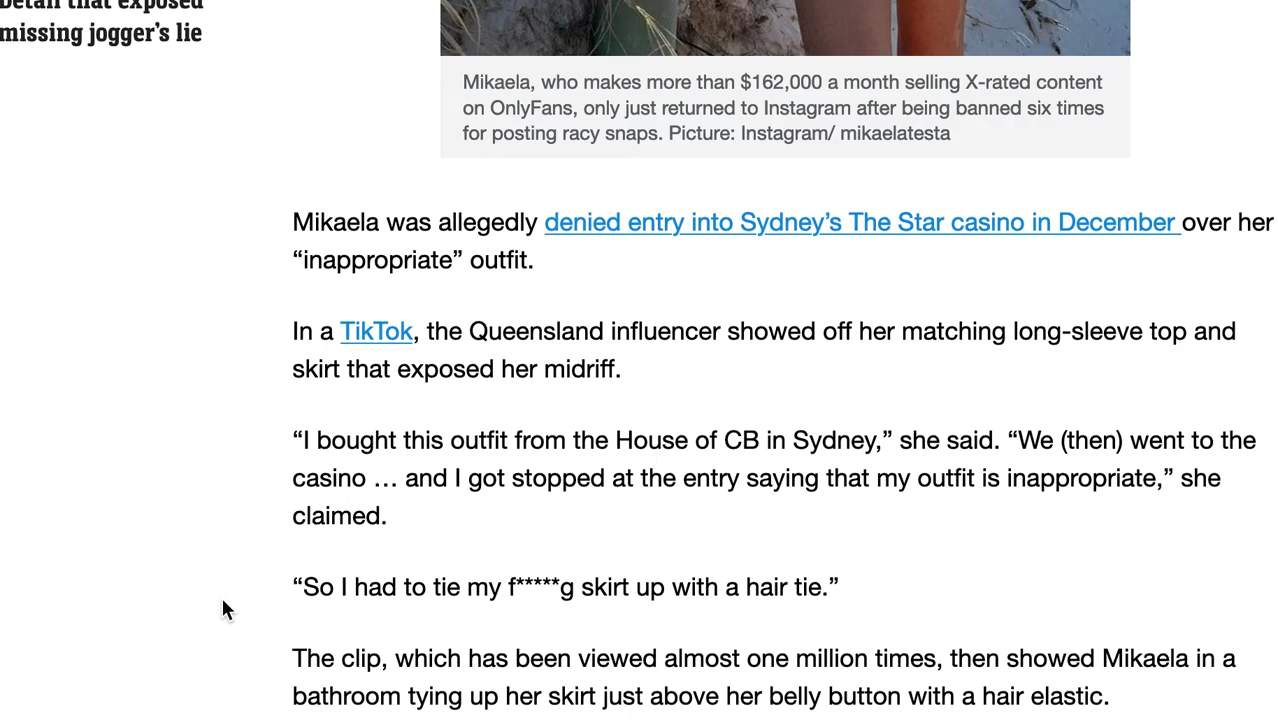 Detail that exposed
missing jogger's lie
Mikaela, who makes more than $162,000 a month selling X-rated content
on OnlyFans, only just returned to Instagram after being banned six times
for posting racy snaps. Picture: Instagram/ mikaelatesta
Mikaela was allegedly denied entry into Sydney’s The Star casino in December over her
“inappropriate” outfit.
In a TikTok, the Queensland influencer showed off her matching long-sleeve top and
skirt that exposed her midriff.
“I bought this outfit from the House of CB in Sydney,” she said. “We (then) went to the
casino … and I got stopped at the entry saying that my outfit is inappropriate,” she
claimed.
“So I had to tie my f*****g skirt up with a hair tie.”
The clip, which has been viewed almost one million times, then showed Mikaela in a
bathroom tying up her skirt just above her belly button with a hair elastic.